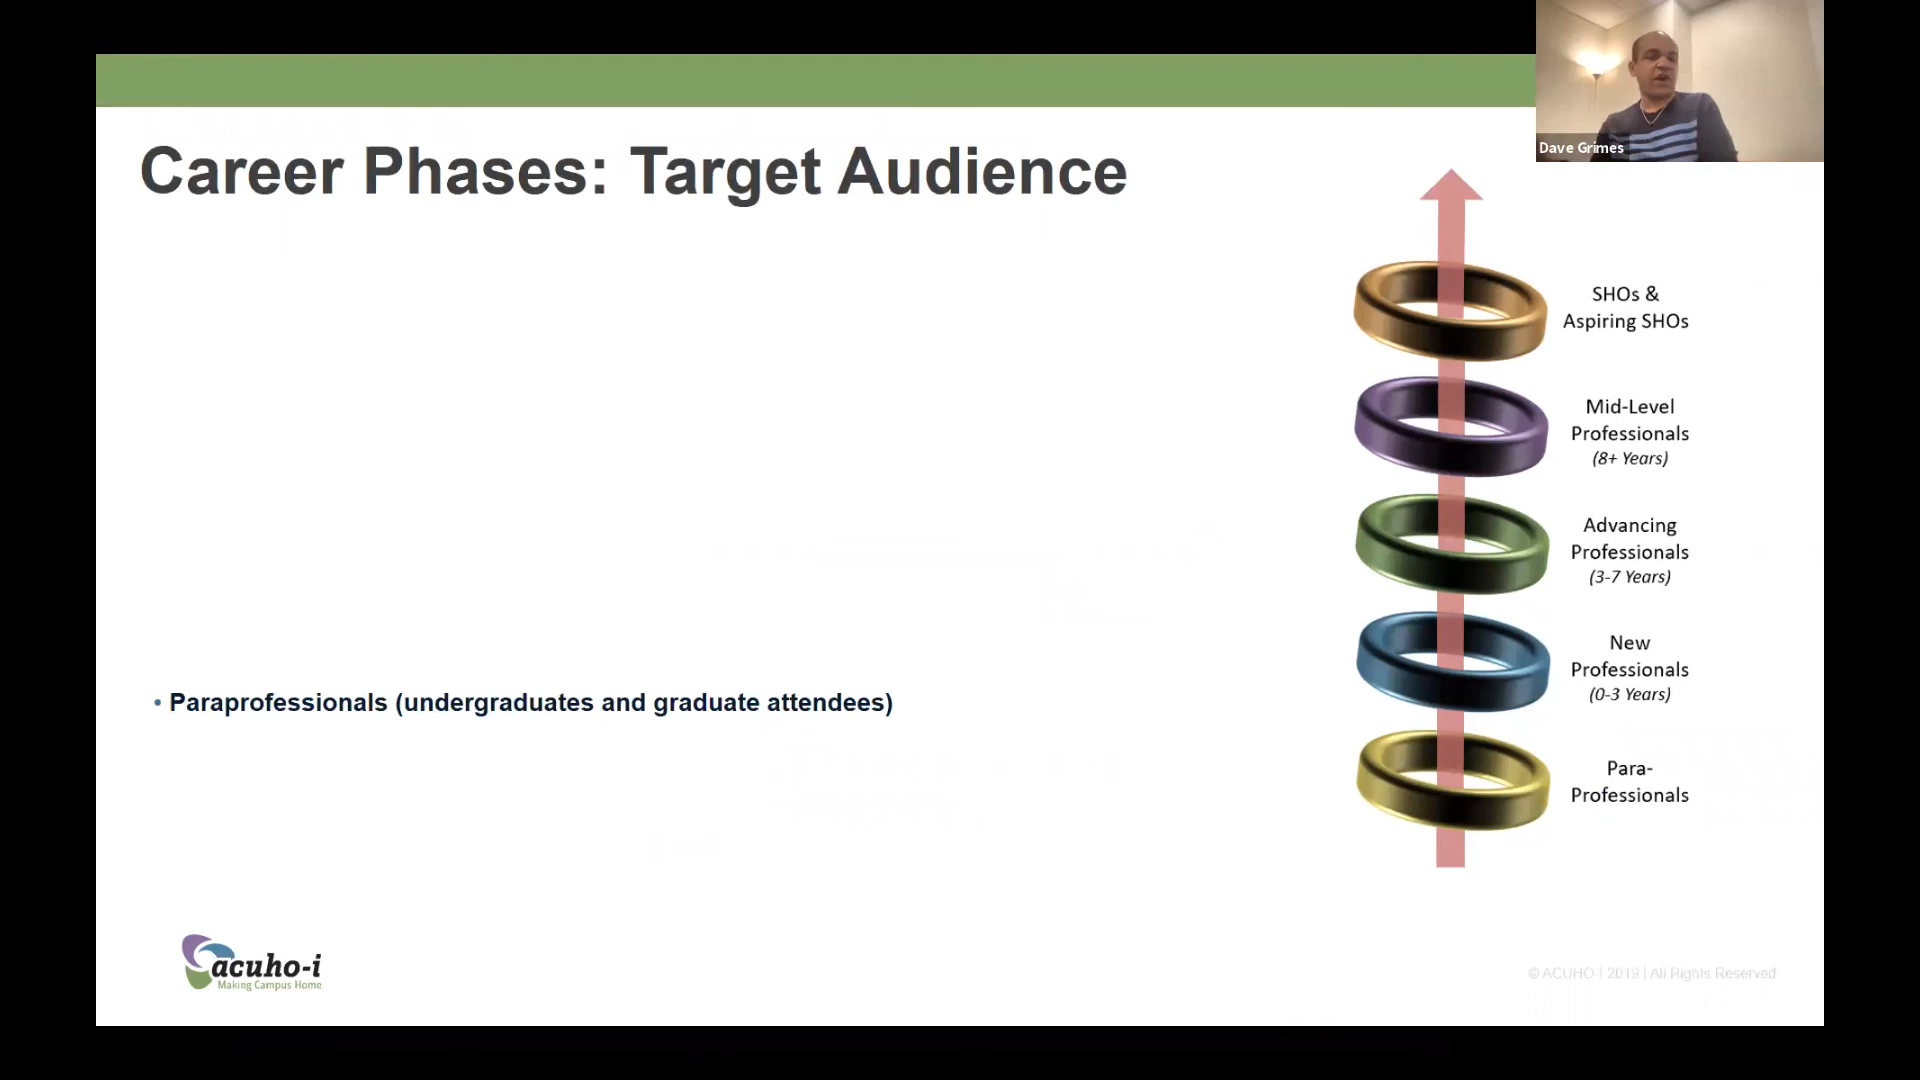 Dave Grimes
Career Phases: Target Audience
SHOs &
Aspiring SHOs
Mid-Level
Professionals
(8+ Years)
Advancing
Professionals
(3-7 Years)
New
Professionals
(0-3 Years)
• Paraprofessionals (undergraduates and graduate attendees)
Para-
Professionals
acuho-i
Making Campus Home
© ACUHO-I 2019 | All Rights Reserved